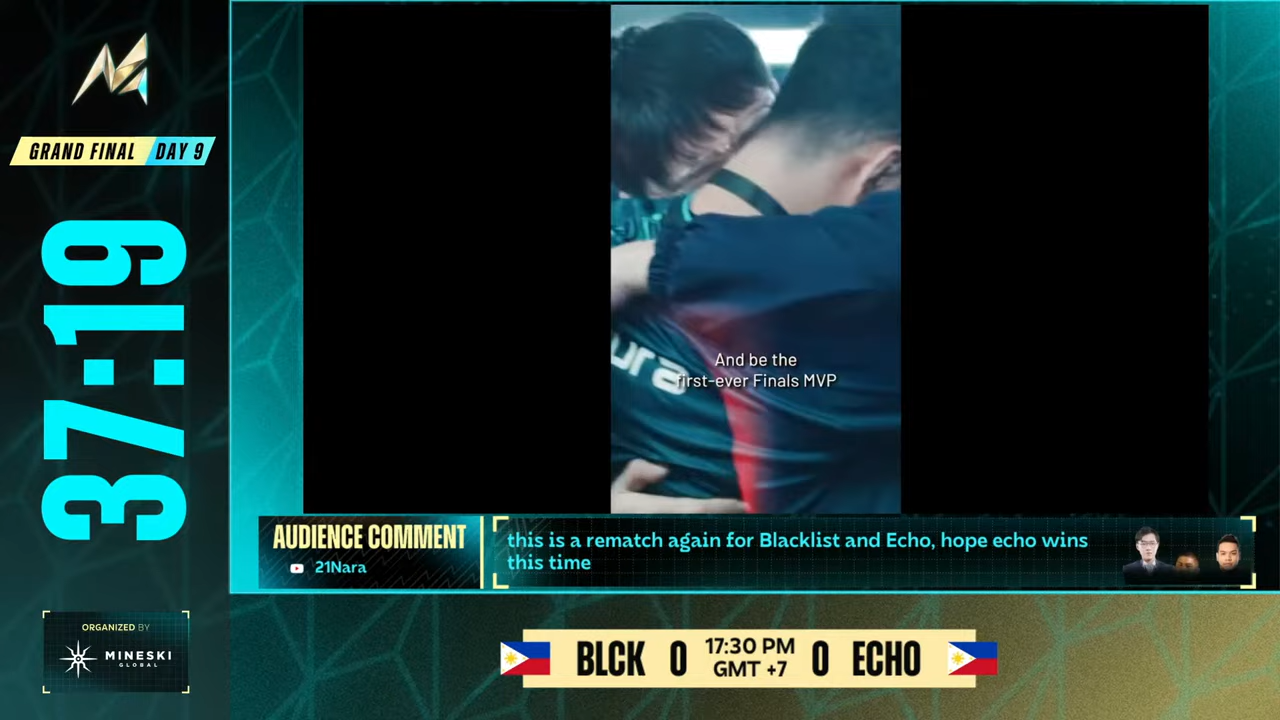 GRAND FINAL DAY 9
37:19
ORGANIZED BY
MINESKI
GLOBAL
And be the
first-ever Finals MVP
AUDIENCE COMMENT
21Nara
this is a rematch again for Blacklist and Echo, hope echo wins
this time
BLCK 0 17:30 PM 0 ECHO
GMT +7